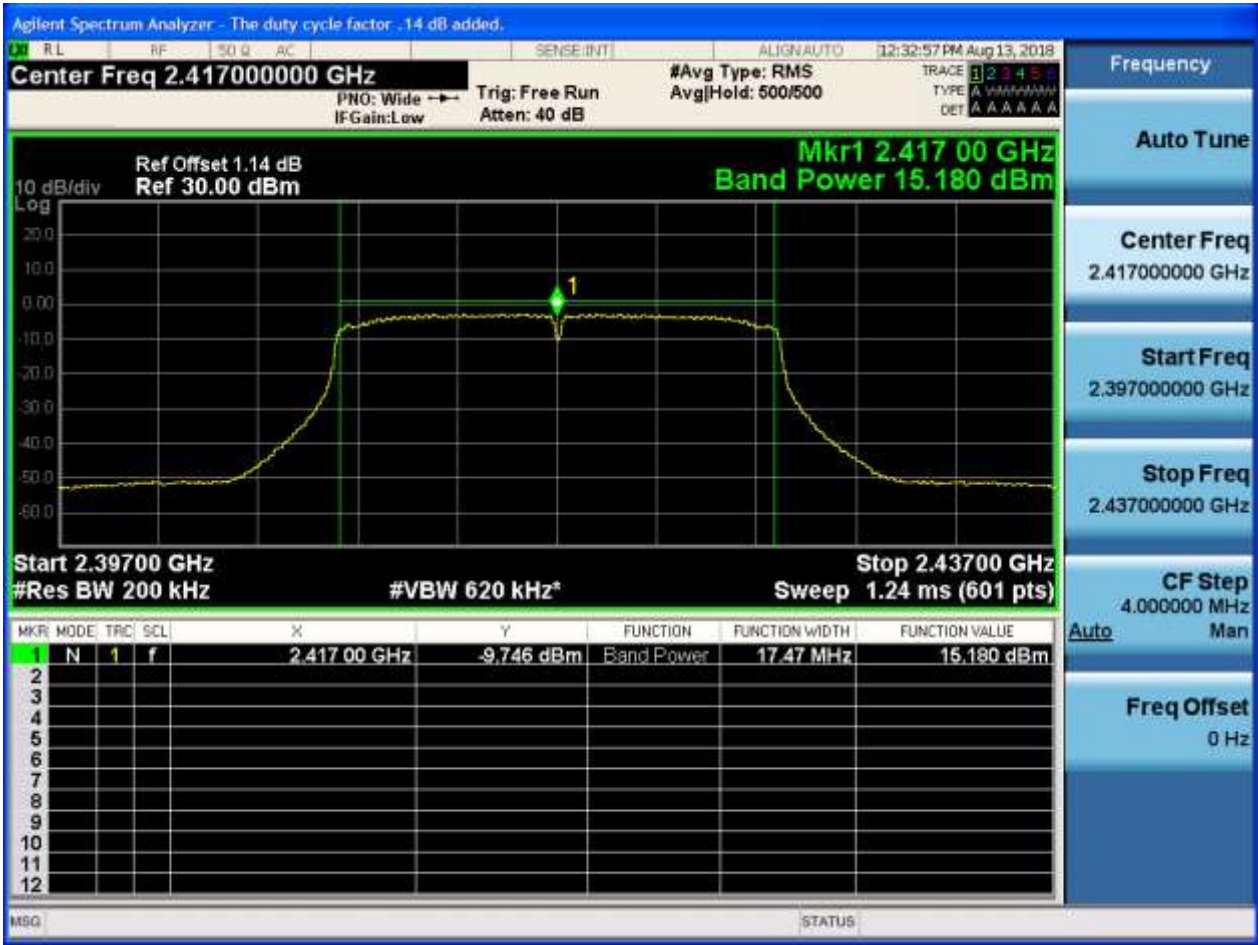 Agilent Spectrum Analyzer - The duty cycle factor .14 dB added.
RL RF 50 Ω AC SENSE:INT ALIGNAUTO 12:32:57 PM Aug 13, 2018
Center Freq 2.417000000 GHz
PNO: Wide
IFGain:Low
Trig: Free Run
Atten: 40 dB
#Avg Type: RMS
Avg|Hold: 500/500
TRACE 1 2 3 4 5 6
TYPE A WWWWW
DET A A A A A A
Mkr1 2.417 00 GHz
Band Power 15.180 dBm
Ref Offset 1.14 dB
10 dB/div Ref 30.00 dBm
Log
20.0
10.0
0.00
-10.0
-20.0
-30.0
-40.0
-50.0
-60.0
1
Start 2.39700 GHz Stop 2.43700 GHz
#Res BW 200 kHz #VBW 620 kHz* Sweep 1.24 ms (601 pts)
MKR MODE TRC SCL X Y FUNCTION FUNCTION WIDTH FUNCTION VALUE
1 N 1 f 2.417 00 GHz -9.746 dBm Band Power 17.47 MHz 15.180 dBm
2
3
4
5
6
7
8
9
10
11
12
MSG STATUS
Frequency
Auto Tune
Center Freq
2.417000000 GHz
Start Freq
2.397000000 GHz
Stop Freq
2.437000000 GHz
CF Step
4.000000 MHz
Auto Man
Freq Offset
0 Hz